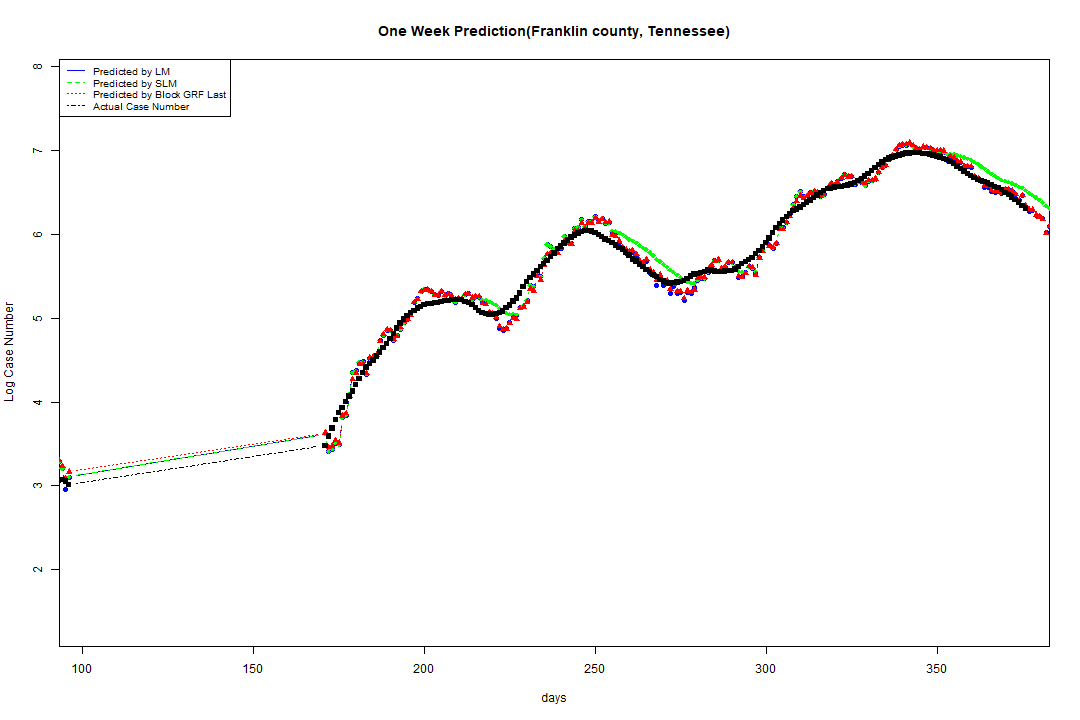 One Week Prediction(Franklin county, Tennessee)
Predicted by LM
Predicted by SLM
Predicted by Block GRF Last
Actual Case Number
8
7
6
5
4
3
2
Log Case Number
100 150 200 250 300 350
days